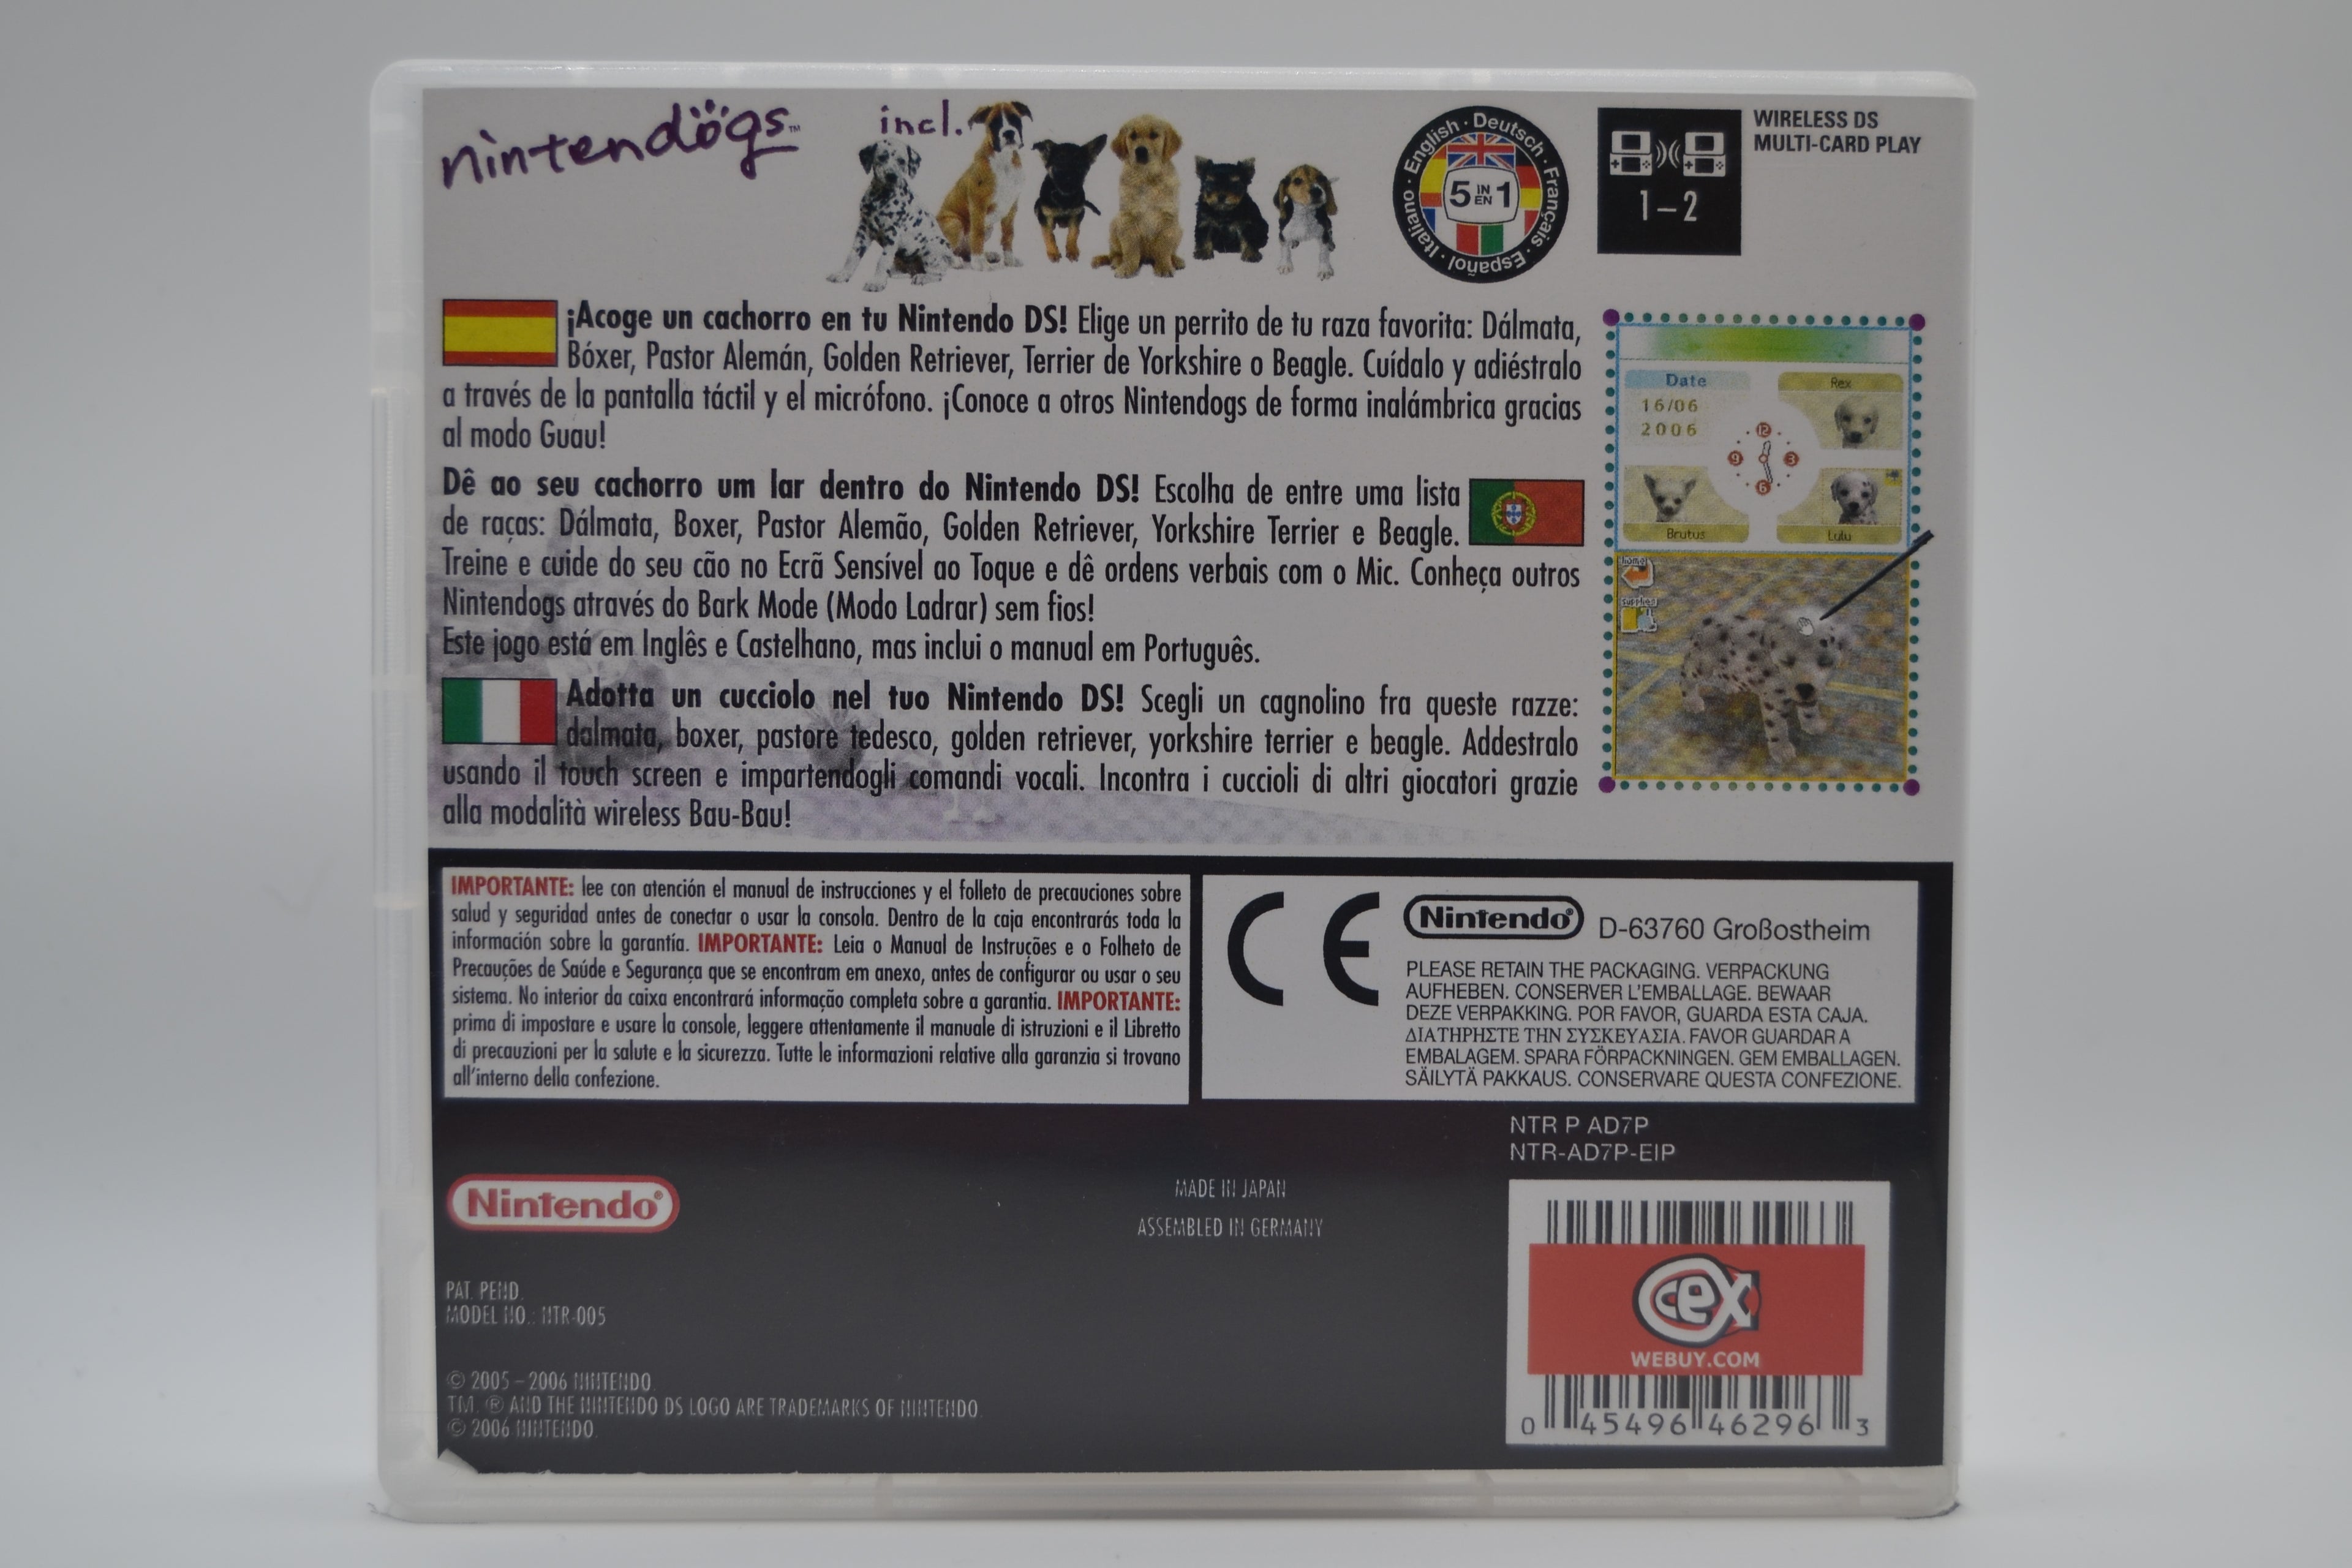 nintendögs™
incl.
English · Deutsch · Français · Español · Italiano ·
5 IN EN 1
1-2
WIRELESS DS
MULTI-CARD PLAY
¡Acoge un cachorro en tu Nintendo DS! Elige un perrito de tu raza favorita: Dálmata,
Bóxer, Pastor Alemán, Golden Retriever, Terrier de Yorkshire o Beagle. Cuídalo y adiéstralo
a través de la pantalla táctil y el micrófono. ¡Conoce a otros Nintendogs de forma inalámbrica gracias
al modo Guau!
Dê ao seu cachorro um lar dentro do Nintendo DS! Escolha de entre uma lista
de raças: Dálmata, Boxer, Pastor Alemão, Golden Retriever, Yorkshire Terrier e Beagle.
Treine e cuide do seu cão no Ecrã Sensível ao Toque e dê ordens verbais com o Mic. Conheça outros
Nintendogs através do Bark Mode (Modo Ladrar) sem fios!
Este jogo está em Inglês e Castelhano, mas inclui o manual em Português.
Adotta un cucciolo nel tuo Nintendo DS! Scegli un cagnolino fra queste razze:
dalmata, boxer, pastore tedesco, golden retriever, yorkshire terrier e beagle. Addestralo
usando il touch screen e impartendogli comandi vocali. Incontra i cuccioli di altri giocatori grazie
alla modalità wireless Bau-Bau!
Date
Rex
16/06
2006
12
9
3
6
Brutus
Lulu
home
supplies
IMPORTANTE: lee con atención el manual de instrucciones y el folleto de precauciones sobre
salud y seguridad antes de conectar o usar la consola. Dentro de la caja encontrarás toda la
información sobre la garantía. IMPORTANTE: Leia o Manual de Instruções e o Folheto de
Precauções de Saúde e Segurança que se encontram em anexo, antes de configurar ou usar o seu
sistema. No interior da caixa encontrará informação completa sobre a garantia. IMPORTANTE:
prima di impostare e usare la console, leggere attentamente il manuale di istruzioni e il Libretto
di precauzioni per la salute e la sicurezza. Tutte le informazioni relative alla garanzia si trovano
all'interno della confezione.
CE
Nintendo® D-63760 Großostheim
PLEASE RETAIN THE PACKAGING. VERPACKUNG
AUFHEBEN. CONSERVER L'EMBALLAGE. BEWAAR
DEZE VERPAKKING. POR FAVOR, GUARDA ESTA CAJA.
ΔΙΑΤΗΡΗΣΤΕ ΤΗΝ ΣΥΣΚΕΥΑΣΙΑ. FAVOR GUARDAR A
EMBALAGEM. SPARA FÖRPACKNINGEN. GEM EMBALLAGEN.
SÄILYTÄ PAKKAUS. CONSERVARE QUESTA CONFEZIONE.
NTR P AD7P
NTR-AD7P-EIP
Nintendo®
MADE IN JAPAN
ASSEMBLED IN GERMANY
PAT. PEND.
MODEL NO.: NTR-005
© 2005 – 2006 NINTENDO.
TM, ® AND THE NINTENDO DS LOGO ARE TRADEMARKS OF NINTENDO.
© 2006 NINTENDO.
cex
WEBUY.COM
0 45496 46296 3